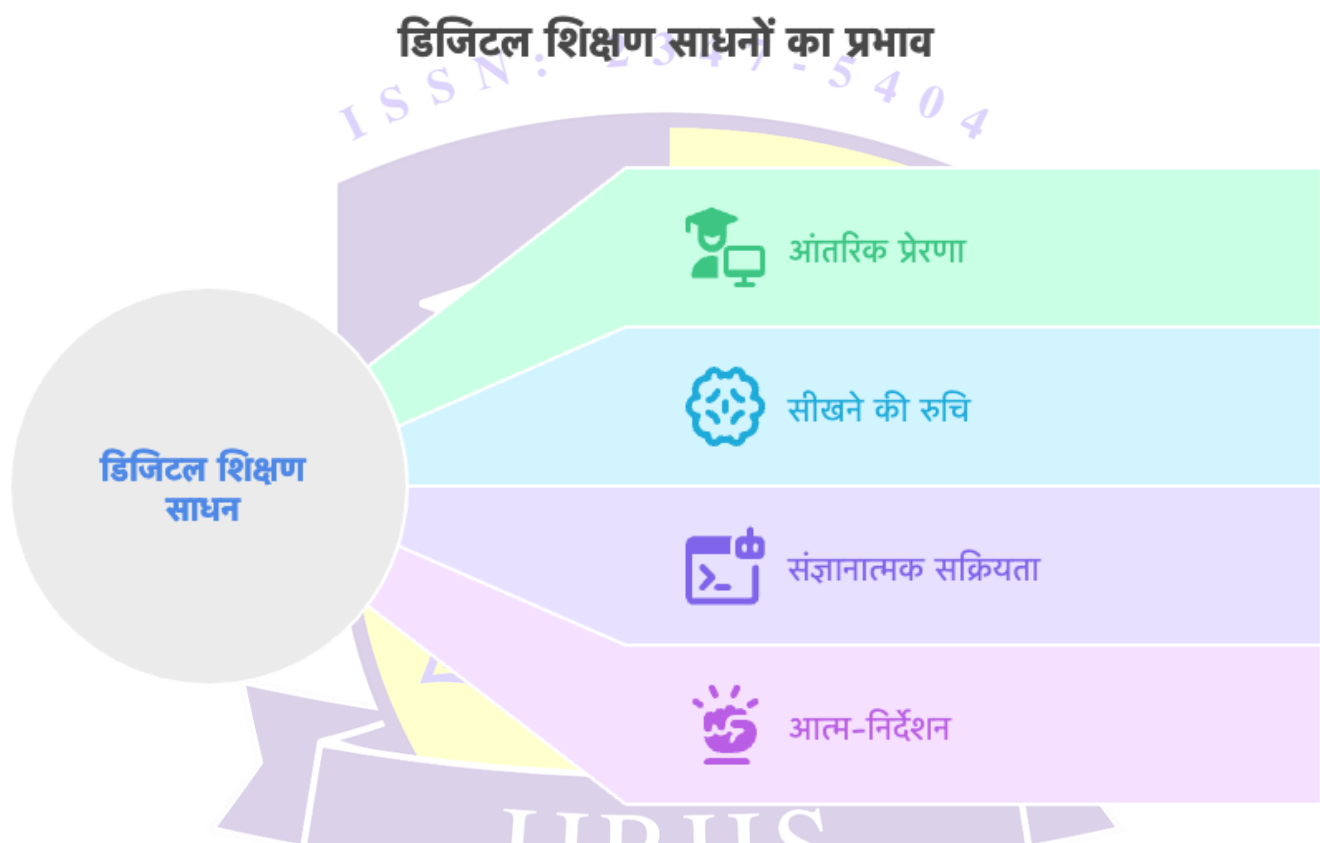 डिजिटल शिक्षण साधनों का प्रभाव
ISSN: 2347-5404
आंतरिक प्रेरणा
सीखने की रुचि
डिजिटल शिक्षण
साधन
संज्ञानात्मक सक्रियता
आत्म-निर्देशन